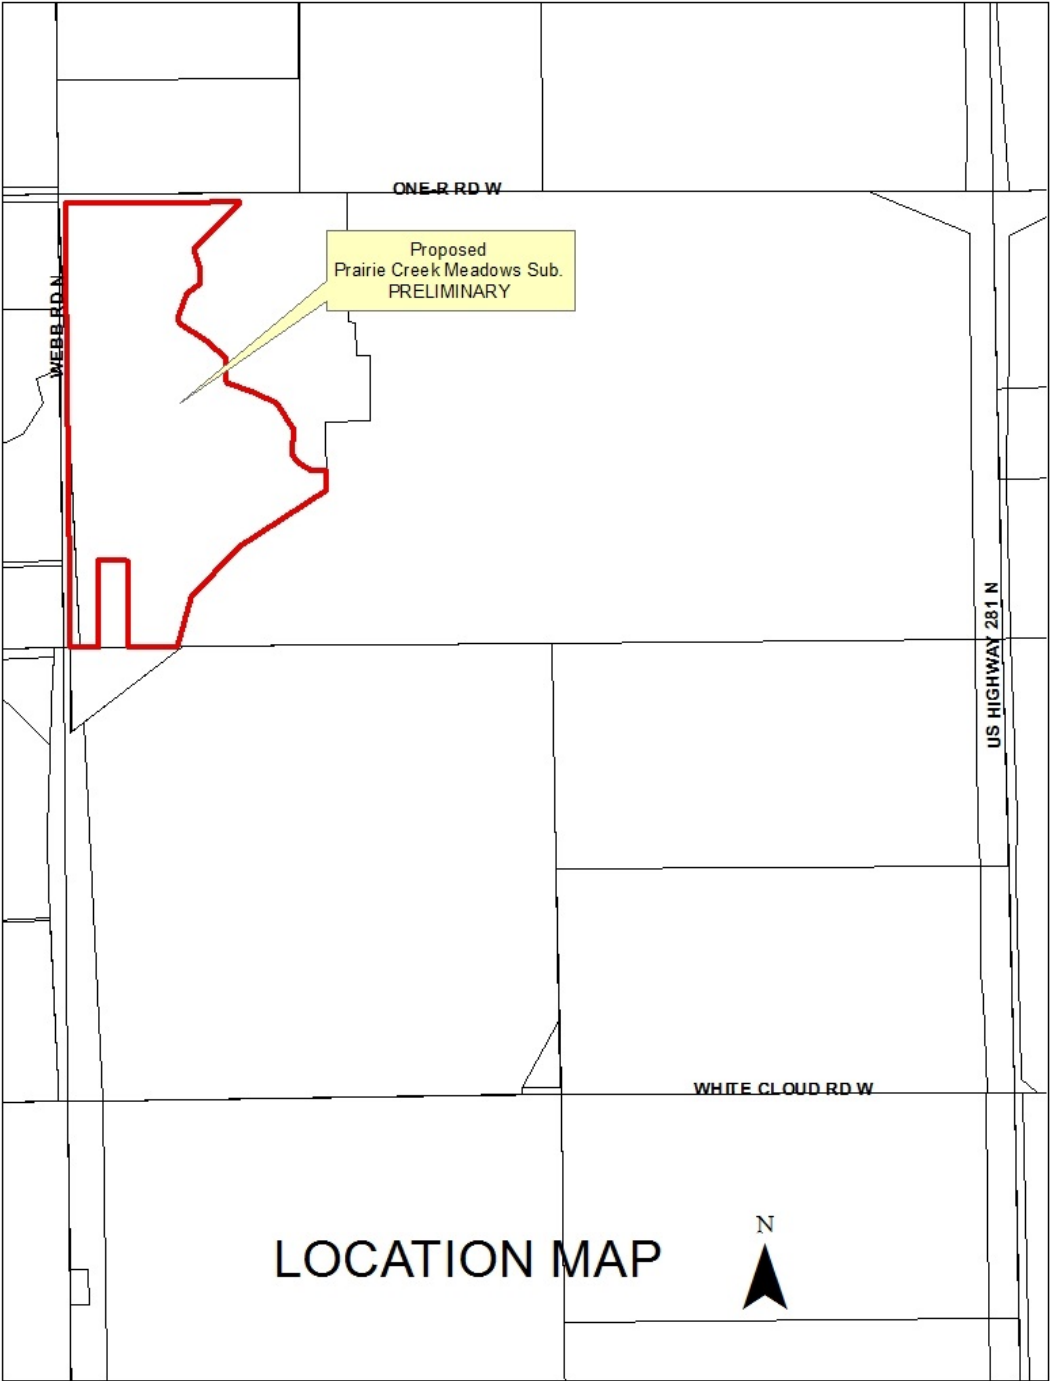 ONE-R RD W
Proposed
Prairie Creek Meadows Sub.
PRELIMINARY
WEBB RD N
US HIGHWAY 281 N
WHITE CLOUD RD W
N
LOCATION MAP